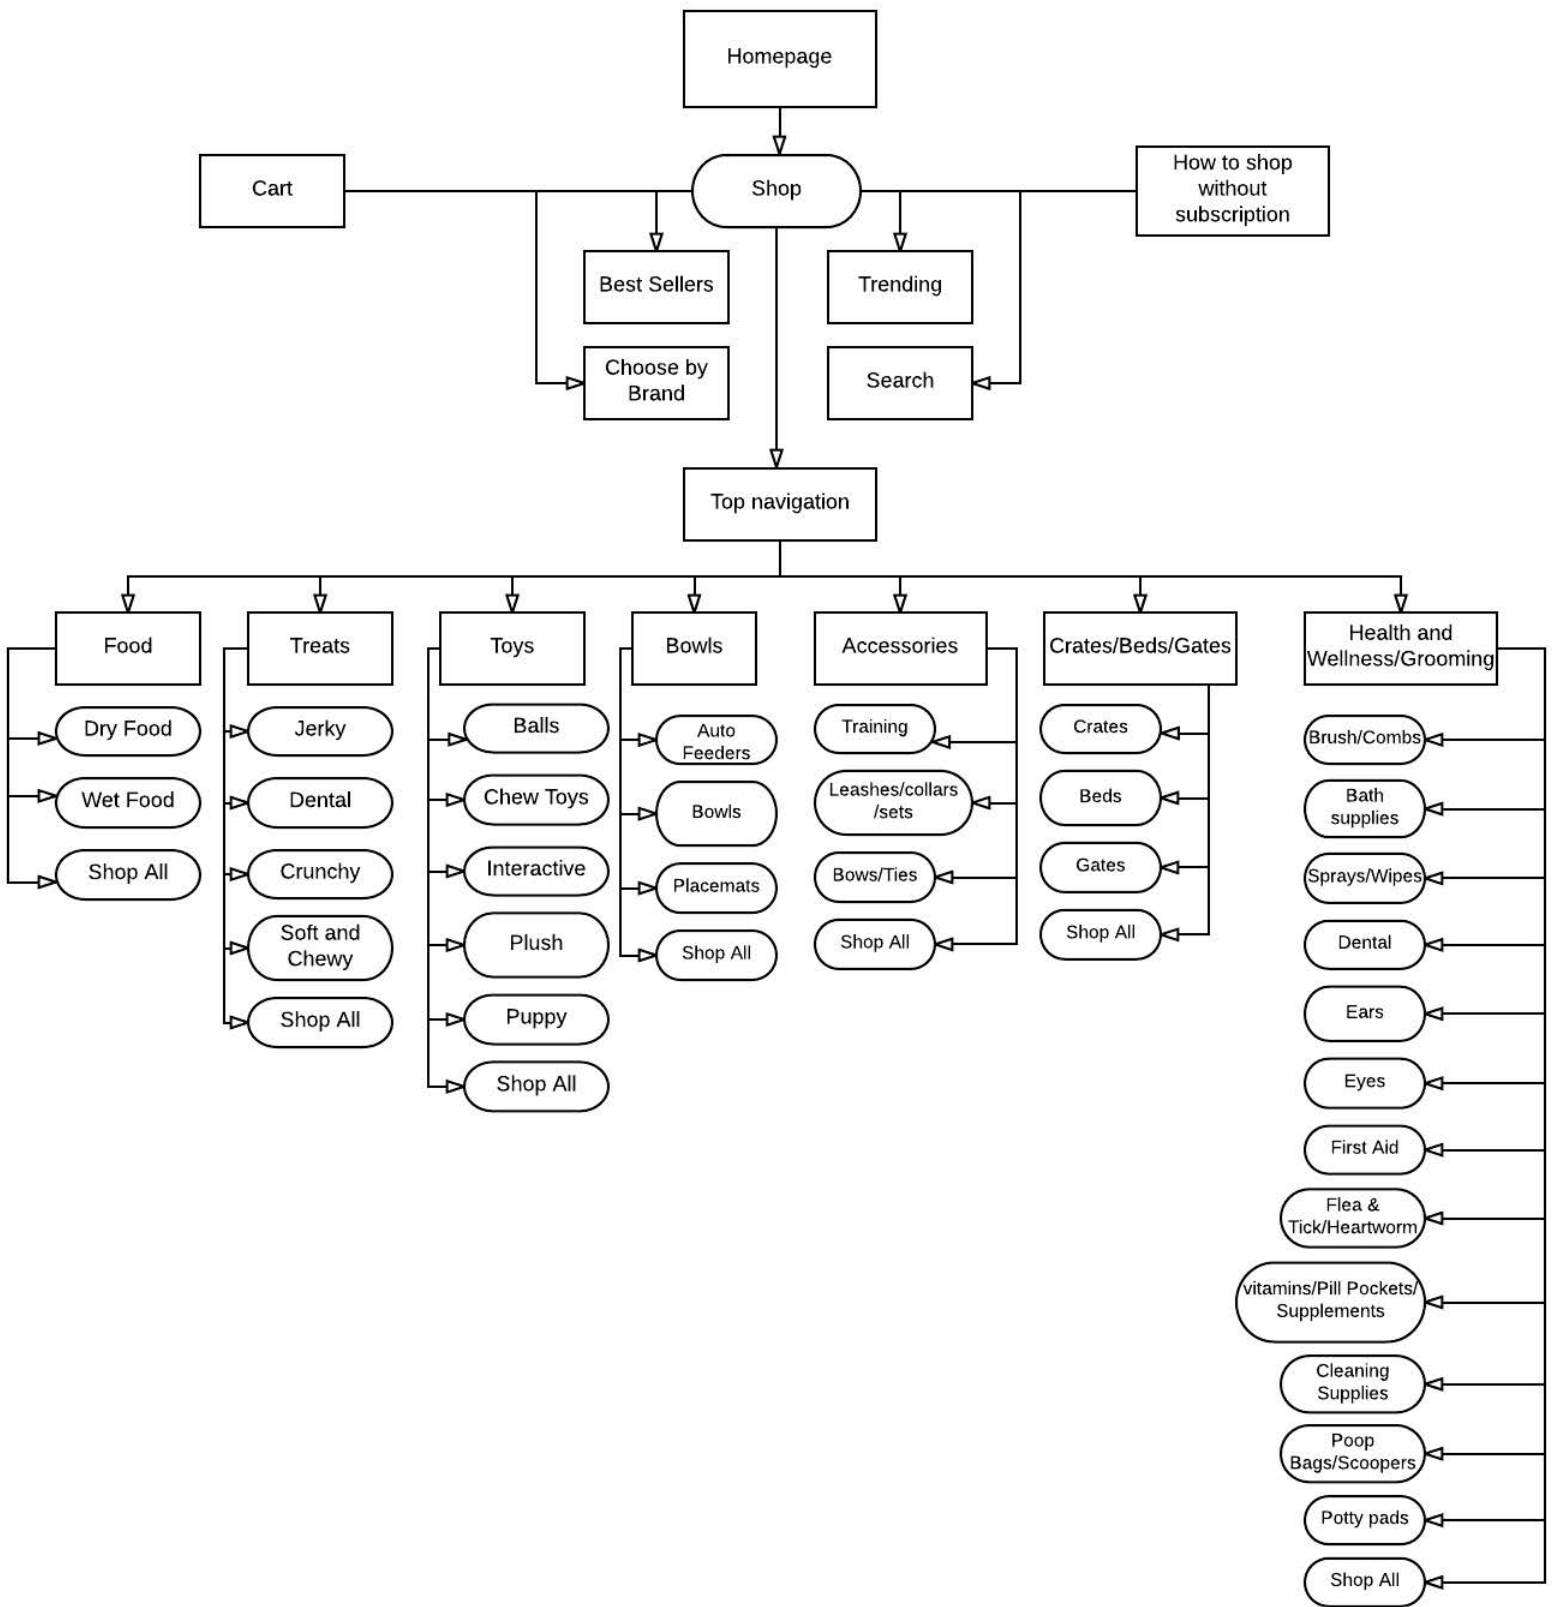 Homepage
Cart
Shop
How to shop
without
subscription
Best Sellers
Trending
Choose by
Brand
Search
Top navigation
Food
Dry Food
Wet Food
Shop All
Treats
Jerky
Dental
Crunchy
Soft and
Chewy
Shop All
Toys
Balls
Chew Toys
Interactive
Plush
Puppy
Shop All
Bowls
Auto
Feeders
Bowls
Placemats
Shop All
Accessories
Training
Leashes/collars
/sets
Bows/Ties
Shop All
Crates/Beds/Gates
Crates
Beds
Gates
Shop All
Health and
Wellness/Grooming
Brush/Combs
Bath
supplies
Sprays/Wipes
Dental
Ears
Eyes
First Aid
Flea &
Tick/Heartworm
vitamins/Pill Pockets/
Supplements
Cleaning
Supplies
Poop
Bags/Scoopers
Potty pads
Shop All